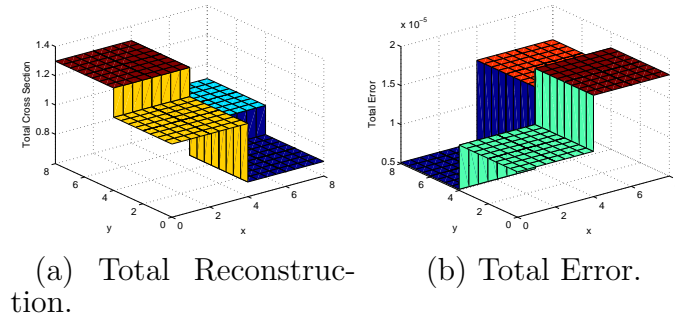 x 10⁻⁵
1.4
1.2
1
0.8
Total Cross Section
8
6
4
2
0
y
0
2
4
6
8
x
2
1.5
1
0.5
Total Error
8
6
4
2
0
y
0
2
4
6
8
x
(a) Total Reconstruc-
tion.
(b) Total Error.